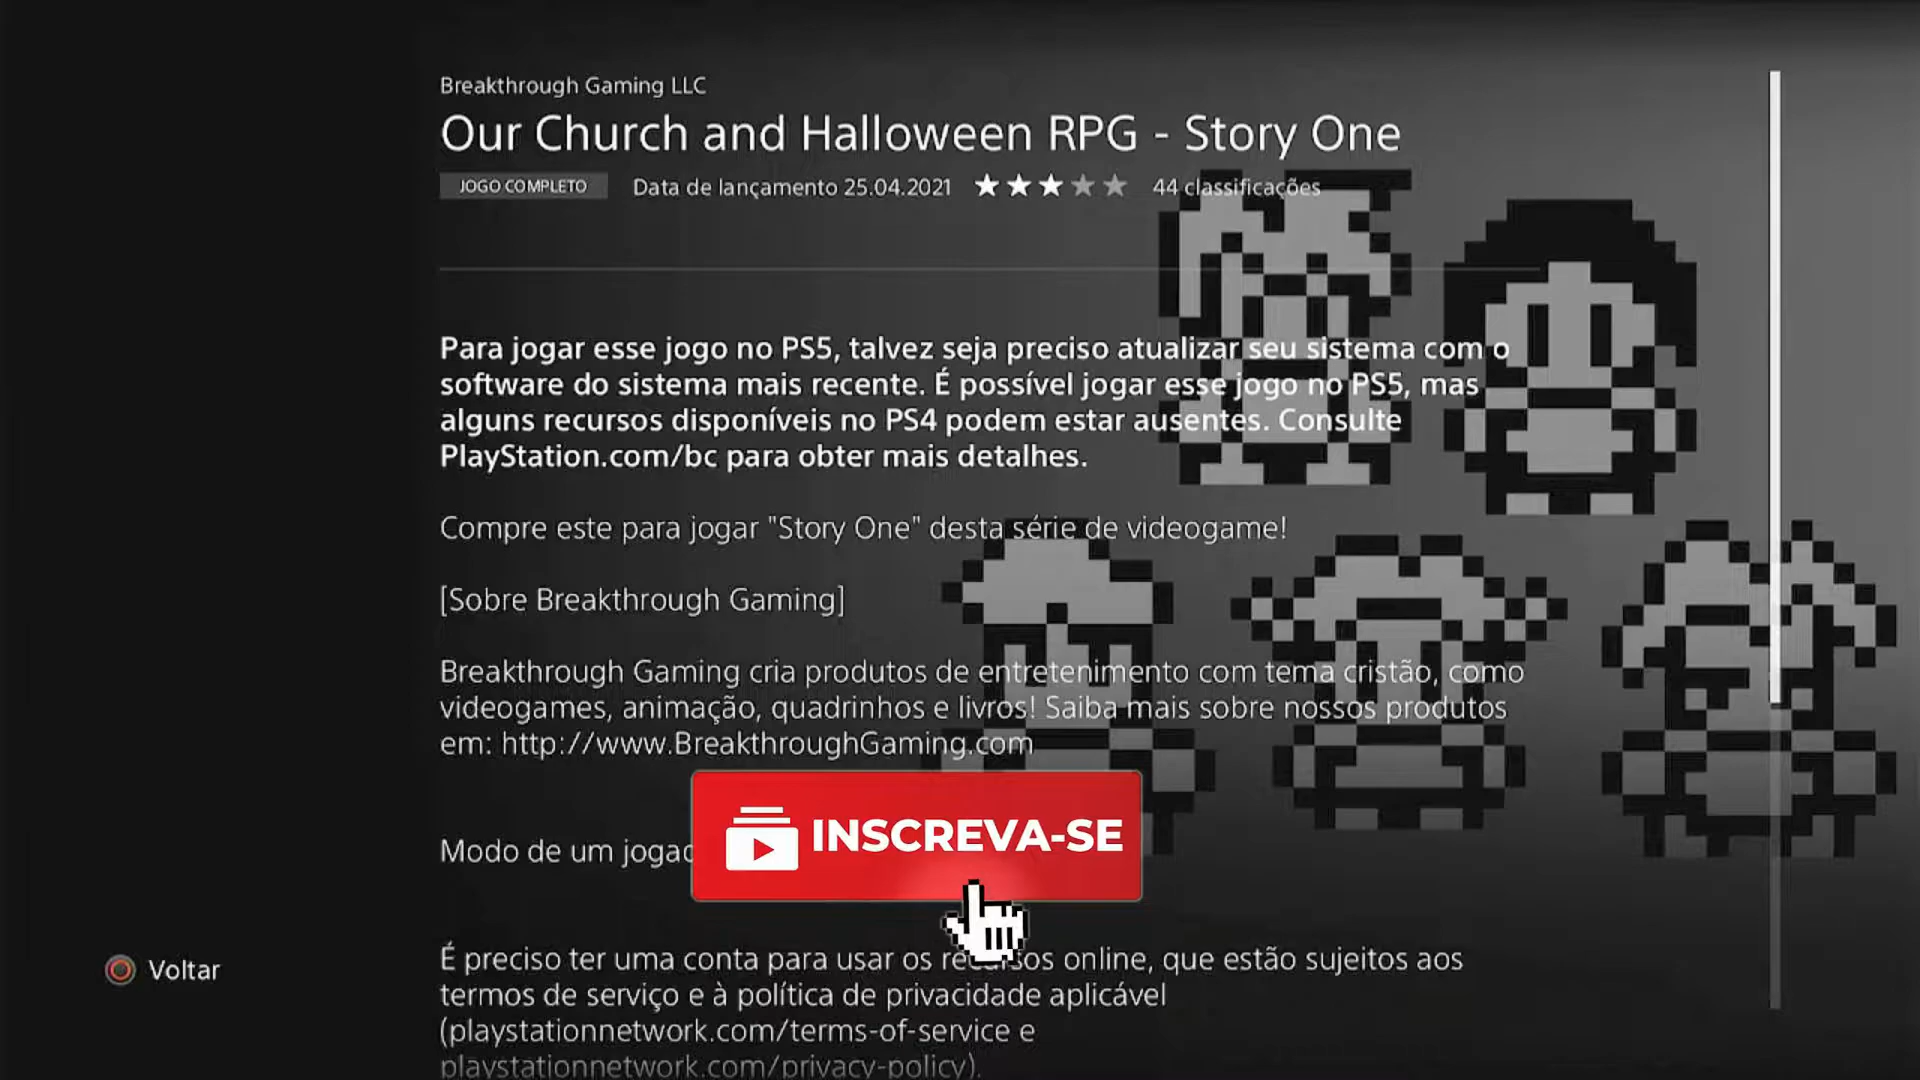 Breakthrough Gaming LLC
Our Church and Halloween RPG - Story One
JOGO COMPLETO Data de lançamento 25.04.2021 44 classificações
Para jogar esse jogo no PS5, talvez seja preciso atualizar seu sistema com o
software do sistema mais recente. É possível jogar esse jogo no PS5, mas
alguns recursos disponíveis no PS4 podem estar ausentes. Consulte
PlayStation.com/bc para obter mais detalhes.
Compre este para jogar "Story One" desta série de videogame!
[Sobre Breakthrough Gaming]
Breakthrough Gaming cria produtos de entretenimento com tema cristão, como
videogames, animação, quadrinhos e livros! Saiba mais sobre nossos produtos
em: http://www.BreakthroughGaming.com
INSCREVA-SE
Modo de um
É preciso ter uma conta para usar os recursos online, que estão sujeitos aos
termos de serviço e à política de privacidade aplicável
(playstationnetwork.com/terms-of-service e
playstationnetwork.com/privacy-policy).
Voltar